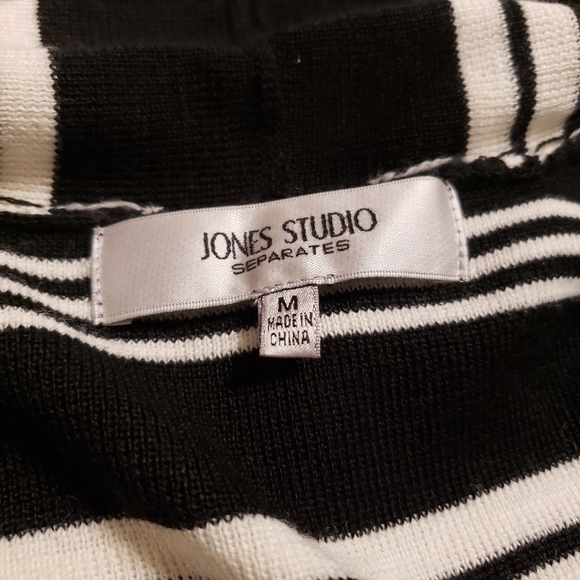 JONES STUDIO
SEPARATES
M
MADE IN
CHINA